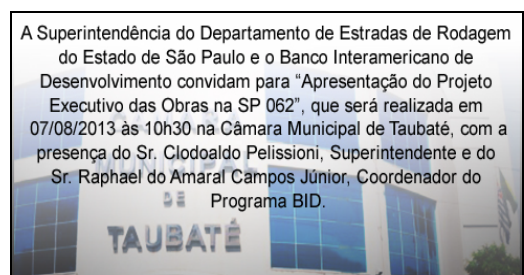 A Superintendência do Departamento de Estradas de Rodagem
do Estado de São Paulo e o Banco Interamericano de
Desenvolvimento convidam para “Apresentação do Projeto
Executivo das Obras na SP 062”, que será realizada em
07/08/2013 às 10h30 na Câmara Municipal de Taubaté, com a
presença do Sr. Clodoaldo Pelissioni, Superintendente e do
Sr. Raphael do Amaral Campos Júnior, Coordenador do
Programa BID.
CÂMARA
MUNICIPAL
DE
TAUBATÉ